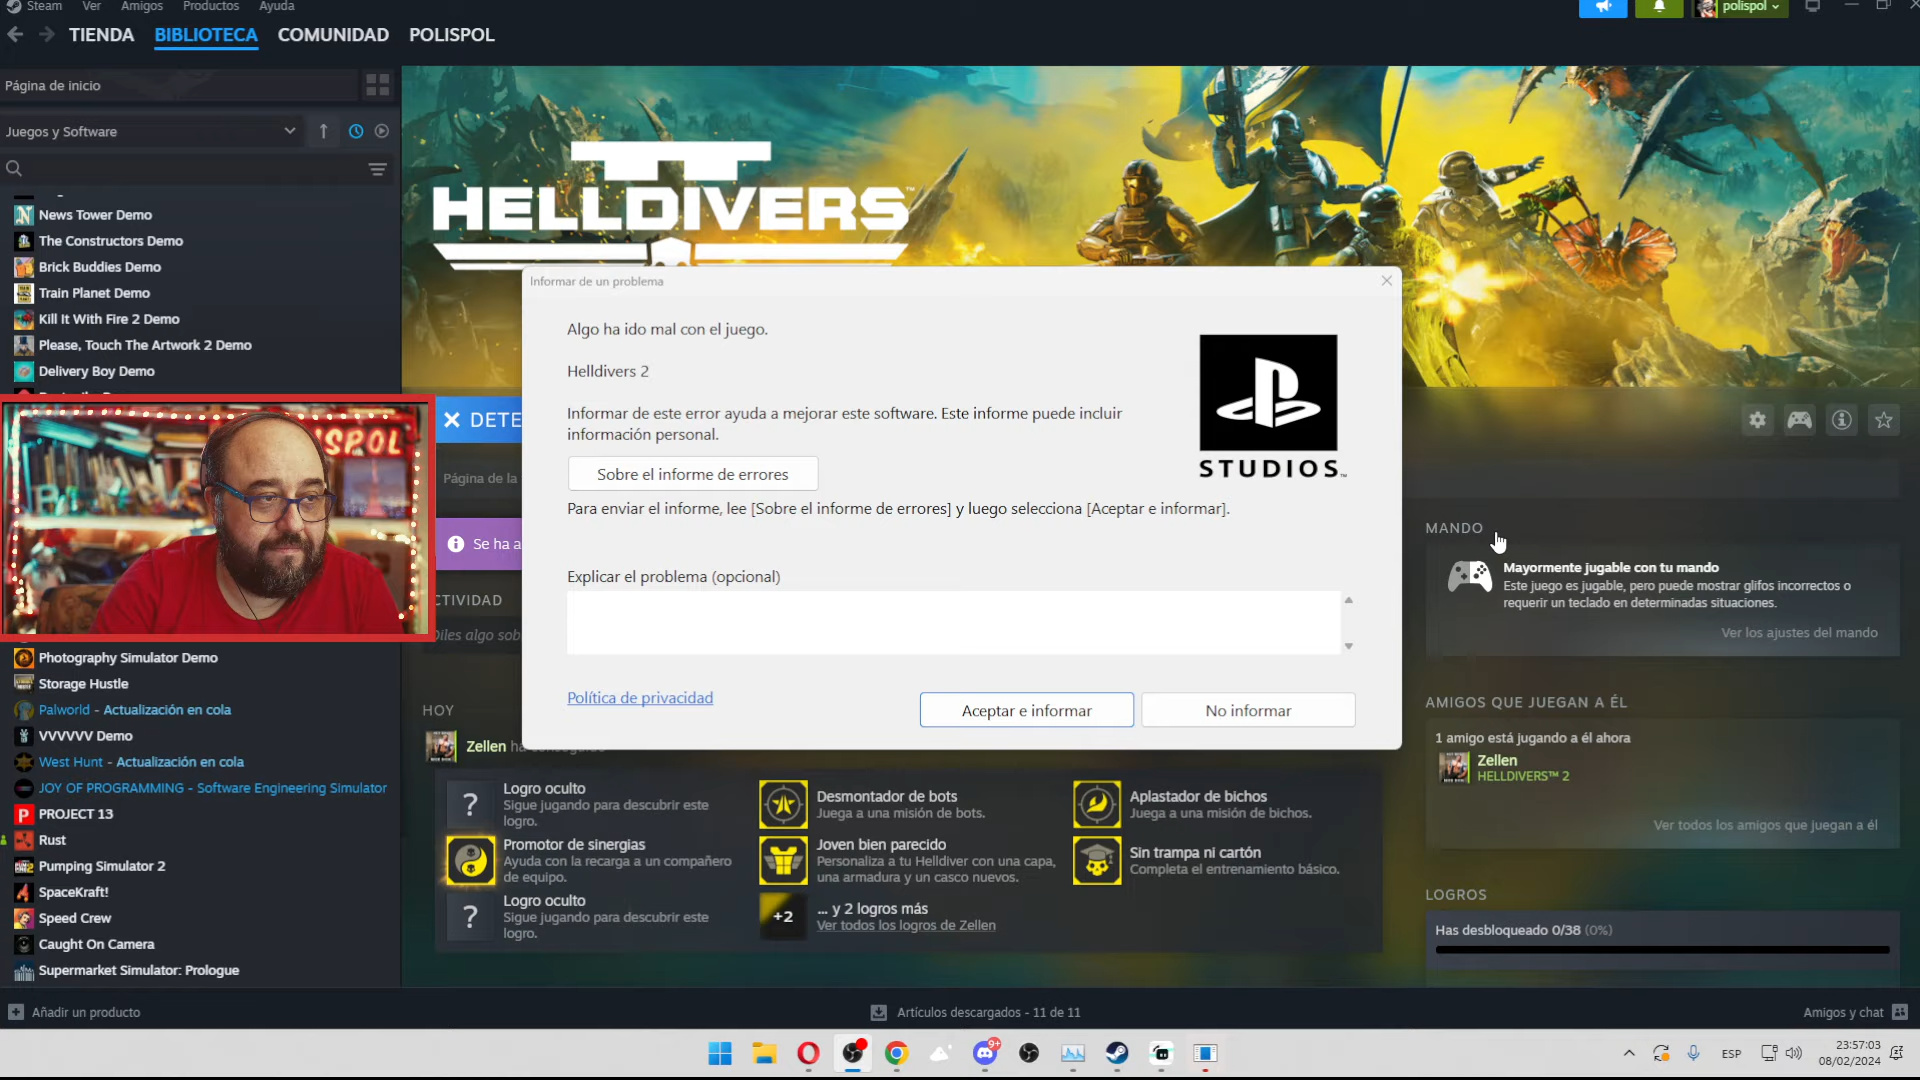 Steam Ver Amigos Productos Ayuda
polispol
TIENDA BIBLIOTECA COMUNIDAD POLISPOL
Página de inicio
Juegos y Software
News Tower Demo
The Constructors Demo
Brick Buddies Demo
Train Planet Demo
Kill It With Fire 2 Demo
Please, Touch The Artwork 2 Demo
Delivery Boy Demo
SPOL
Photography Simulator Demo
Storage Hustle
Palworld - Actualización en cola
VVVVVV Demo
West Hunt - Actualización en cola
JOY OF PROGRAMMING - Software Engineering Simulator
PROJECT 13
Rust
Pumping Simulator 2
SpaceKraft!
Speed Crew
Caught On Camera
Supermarket Simulator: Prologue
Añadir un producto
HELLDIVERS™
DETE
Página de la
Se ha a
CTIVIDAD
Diles algo sob
Informar de un problema
Algo ha ido mal con el juego.
Helldivers 2
Informar de este error ayuda a mejorar este software. Este informe puede incluir
información personal.
Sobre el informe de errores
Para enviar el informe, lee [Sobre el informe de errores] y luego selecciona [Aceptar e informar].
STUDIOS™
Explicar el problema (opcional)
Política de privacidad
Aceptar e informar
No informar
HOY
Zellen ha conseguido
Logro oculto
Sigue jugando para descubrir este
logro.
Desmontador de bots
Juega a una misión de bots.
Aplastador de bichos
Juega a una misión de bichos.
Promotor de sinergias
Ayuda con la recarga a un compañero
de equipo.
Joven bien parecido
Personaliza a tu Helldiver con una capa,
una armadura y un casco nuevos.
Sin trampa ni cartón
Completa el entrenamiento básico.
Logro oculto
Sigue jugando para descubrir este
logro.
+2
... y 2 logros más
Ver todos los logros de Zellen
MANDO
Mayormente jugable con tu mando
Este juego es jugable, pero puede mostrar glifos incorrectos o
requerir un teclado en determinadas situaciones.
Ver los ajustes del mando
AMIGOS QUE JUEGAN A ÉL
1 amigo está jugando a él ahora
Zellen
HELLDIVERS™ 2
Ver todos los amigos que juegan a él
LOGROS
Has desbloqueado 0/38 (0%)
Artículos descargados - 11 de 11
Amigos y chat
9+
ESP
23:57:03
08/02/2024